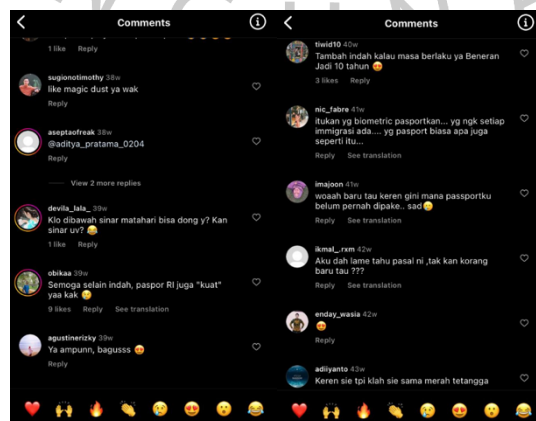 Comments
1 like Reply
sugionotimothy 38w
like magic dust ya wak
Reply
aseptaofreak 38w
@aditya_pratama_0204
Reply
View 2 more replies
devila_lala_ 39w
Klo dibawah sinar matahari bisa dong y? Kan
sinar uv? 😂
1 like Reply
obikaa 39w
Semoga selain indah, paspor RI juga "kuat"
yaa kak 😢
9 likes Reply See translation
agustinerizky 39w
Ya ampunn, bagusss 😍
Reply
Comments
tiwid10 40w
Tambah indah kalau masa berlaku ya Beneran
Jadi 10 tahun 😍
3 likes Reply
nic_fabre 41w
itukan yg biometric pasportkan... yg ngk setiap
immigrasi ada.... yg pasport biasa apa juga
seperti itu...
Reply See translation
imajoon 41w
woaah baru tau keren gini mana passportku
belum pernah dipake.. sad😢
Reply See translation
ikmal_.rxm 42w
Aku dah lame tahu pasal ni ,tak kan korang
baru tau ???
Reply See translation
enday_wasia 42w
😍
Reply
adiiyanto 43w
Keren sie tpi klah sie sama merah tetangga